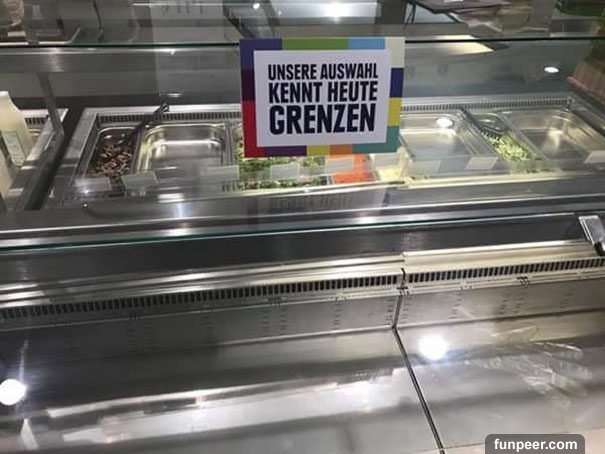 UNSERE AUSWAHL
KENNT HEUTE
GRENZEN
funpeer.com